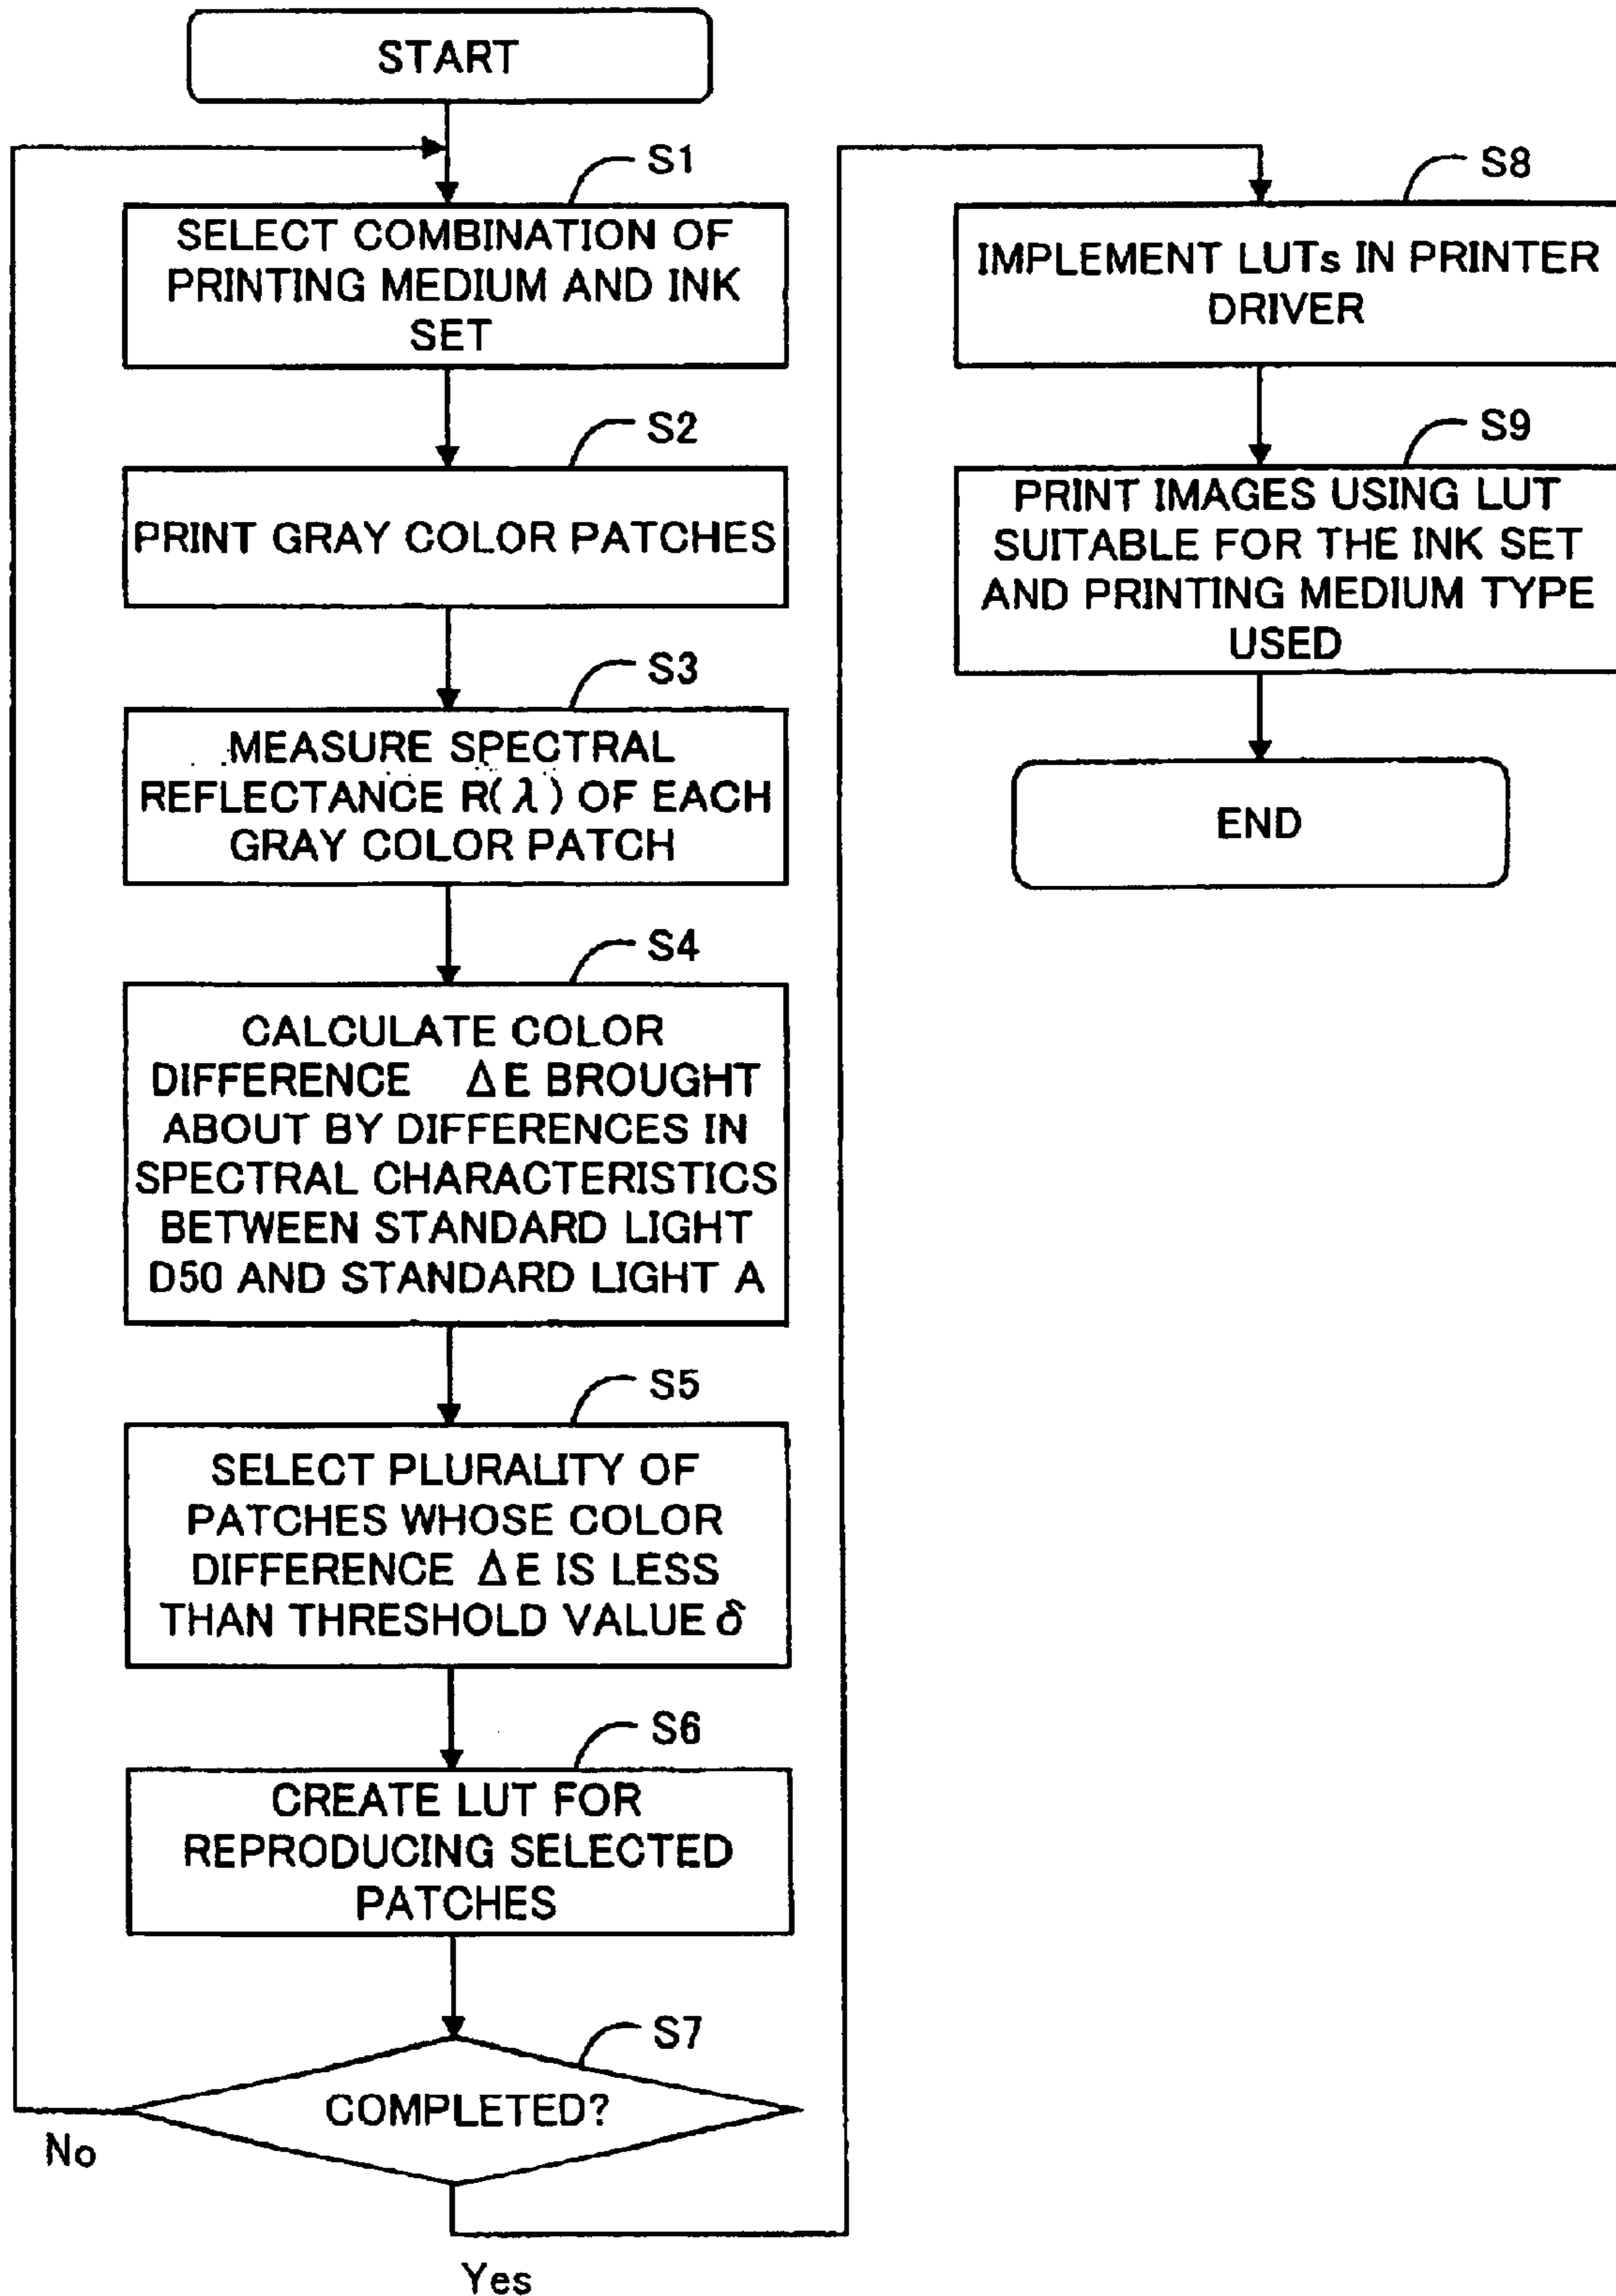 START
S1
SELECT COMBINATION OF
PRINTING MEDIUM AND INK
SET
S2
PRINT GRAY COLOR PATCHES
S3
MEASURE SPECTRAL
REFLECTANCE R(λ) OF EACH
GRAY COLOR PATCH
S4
CALCULATE COLOR
DIFFERENCE ΔE BROUGHT
ABOUT BY DIFFERENCES IN
SPECTRAL CHARACTERISTICS
BETWEEN STANDARD LIGHT
D50 AND STANDARD LIGHT A
S5
SELECT PLURALITY OF
PATCHES WHOSE COLOR
DIFFERENCE ΔE IS LESS
THAN THRESHOLD VALUE δ
S6
CREATE LUT FOR
REPRODUCING SELECTED
PATCHES
S7
COMPLETED?
No
Yes
S8
IMPLEMENT LUTs IN PRINTER
DRIVER
S9
PRINT IMAGES USING LUT
SUITABLE FOR THE INK SET
AND PRINTING MEDIUM TYPE
USED
END